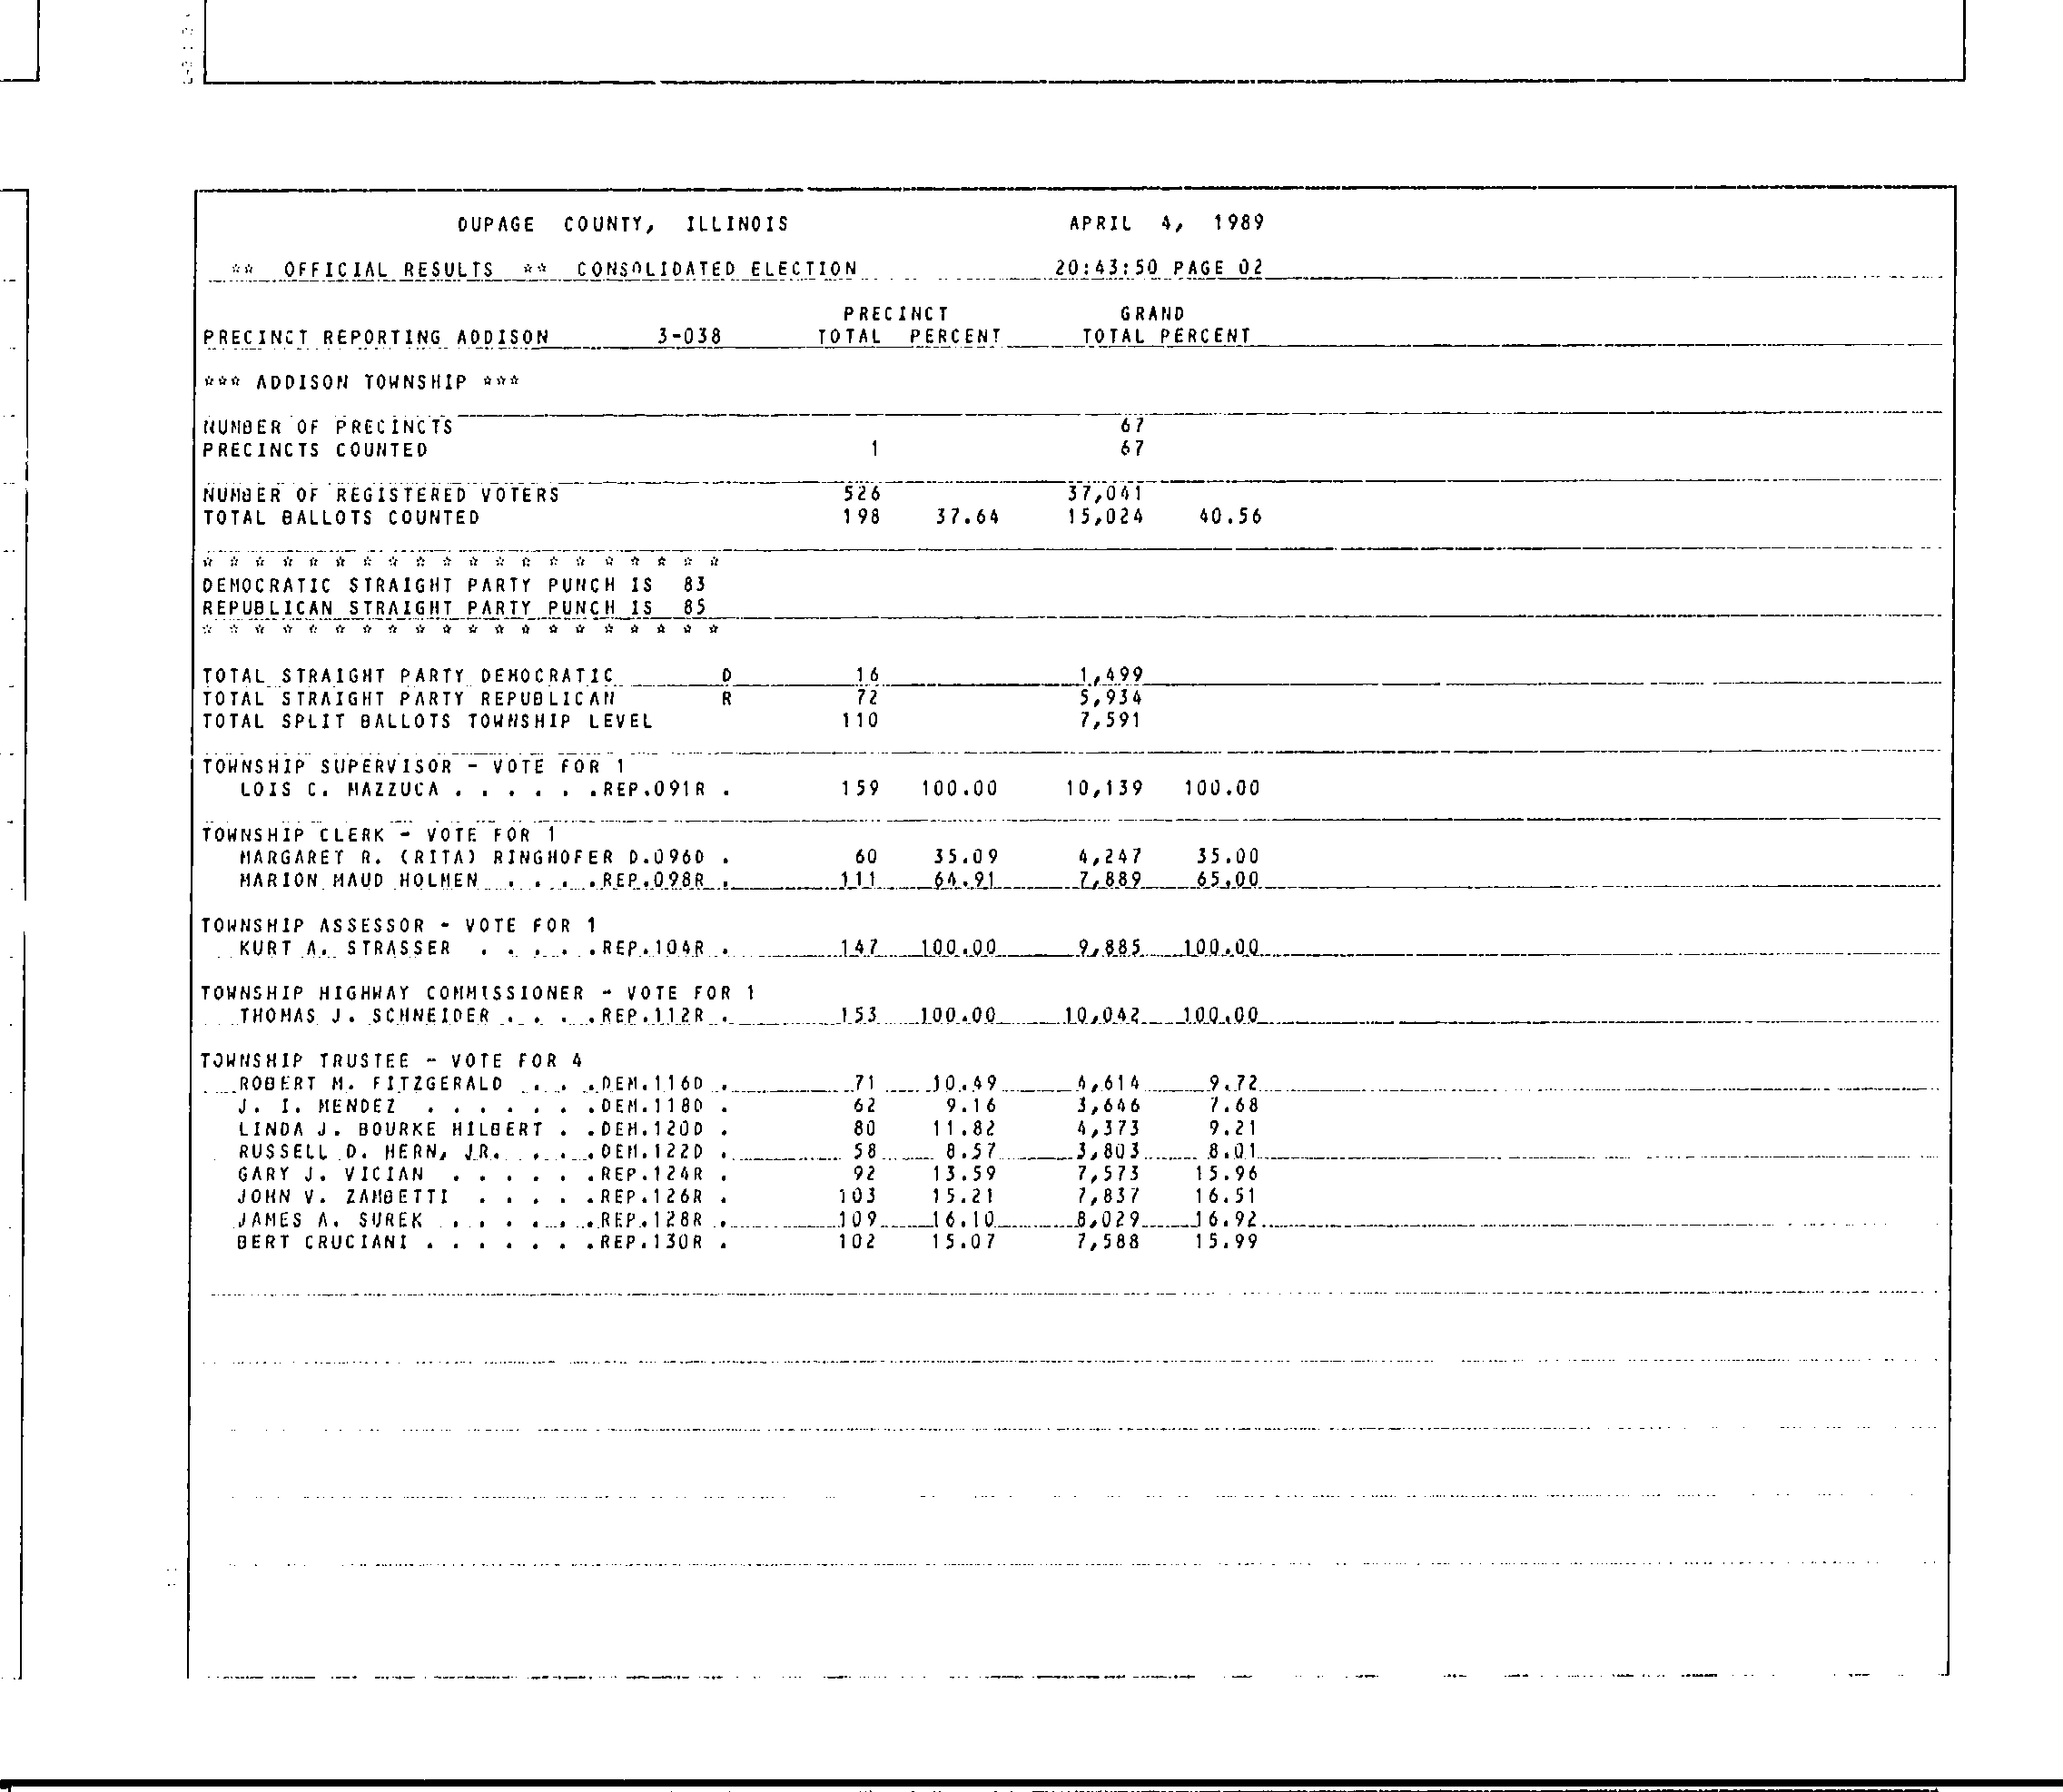 DUPAGE COUNTY, ILLINOIS APRIL 4, 1989
** OFFICIAL RESULTS ** CONSOLIDATED ELECTION 20:43:50 PAGE 02
PRECINCT GRAND
PRECINCT REPORTING ADDISON 3-038 TOTAL PERCENT TOTAL PERCENT
*** ADDISON TOWNSHIP ***
NUMBER OF PRECINCTS 67
PRECINCTS COUNTED 1 67
NUMBER OF REGISTERED VOTERS 526 37,041
TOTAL BALLOTS COUNTED 198 37.64 15,024 40.56
* * * * * * * * * * * * * * * * * * * *
DEMOCRATIC STRAIGHT PARTY PUNCH IS 83
REPUBLICAN STRAIGHT PARTY PUNCH IS 85
* * * * * * * * * * * * * * * * * * * *
TOTAL STRAIGHT PARTY DEMOCRATIC D 16 1,499
TOTAL STRAIGHT PARTY REPUBLICAN R 72 5,934
TOTAL SPLIT BALLOTS TOWNSHIP LEVEL 110 7,591
TOWNSHIP SUPERVISOR - VOTE FOR 1
LOIS C. MAZZUCA . . . . . .REP.091R . 159 100.00 10,139 100.00
TOWNSHIP CLERK - VOTE FOR 1
MARGARET R. (RITA) RINGHOFER D.096D . 60 35.09 4,247 35.00
MARION MAUD HOLMEN . . . . .REP.098R . 111 64.91 7,889 65.00
TOWNSHIP ASSESSOR - VOTE FOR 1
KURT A. STRASSER . . . . .REP.104R . 147 100.00 9,885 100.00
TOWNSHIP HIGHWAY COMMISSIONER - VOTE FOR 1
THOMAS J. SCHNEIDER . . . .REP.112R . 153 100.00 10,042 100.00
TOWNSHIP TRUSTEE - VOTE FOR 4
ROBERT M. FITZGERALD . . . .DEM.116D . 71 10.49 4,614 9.72
J. I. MENDEZ . . . . . . .DEM.118D . 62 9.16 3,646 7.68
LINDA J. BOURKE HILBERT . .DEM.120D . 80 11.82 4,373 9.21
RUSSELL D. HERN, JR. . . . .DEM.122D . 58 8.57 3,803 8.01
GARY J. VICIAN . . . . . .REP.124R . 92 13.59 7,573 15.96
JOHN V. ZAMBETTI . . . . .REP.126R . 103 15.21 7,837 16.51
JAMES A. SUREK . . . . . . .REP.128R . 109 16.10 8,029 16.92
BERT CRUCIANI . . . . . . .REP.130R . 102 15.07 7,588 15.99